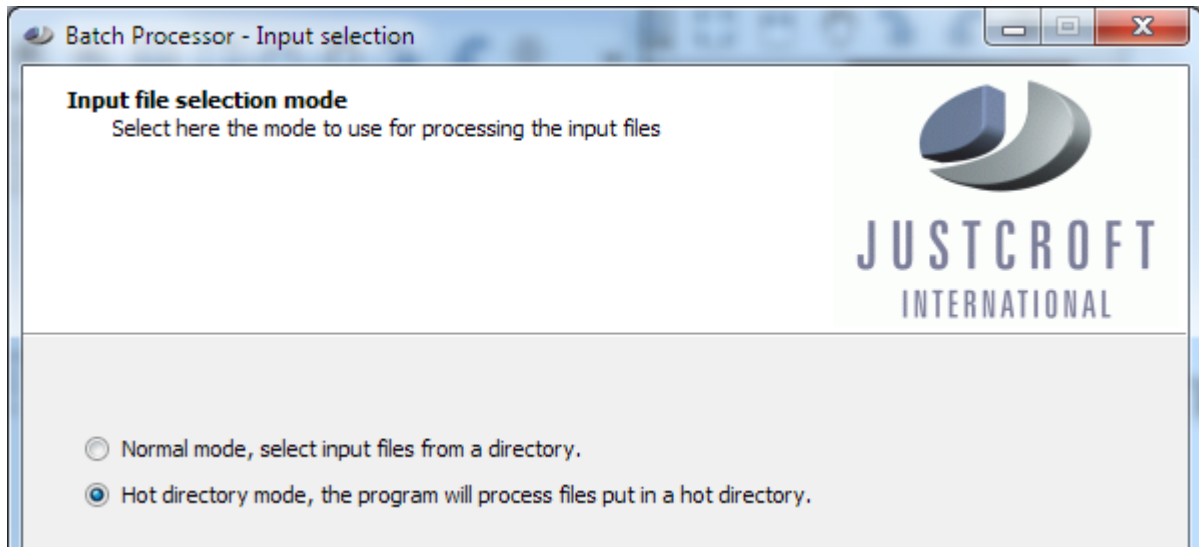 Batch Processor - Input selection
Input file selection mode
Select here the mode to use for processing the input files
JUSTCROFT
INTERNATIONAL
Normal mode, select input files from a directory.
Hot directory mode, the program will process files put in a hot directory.